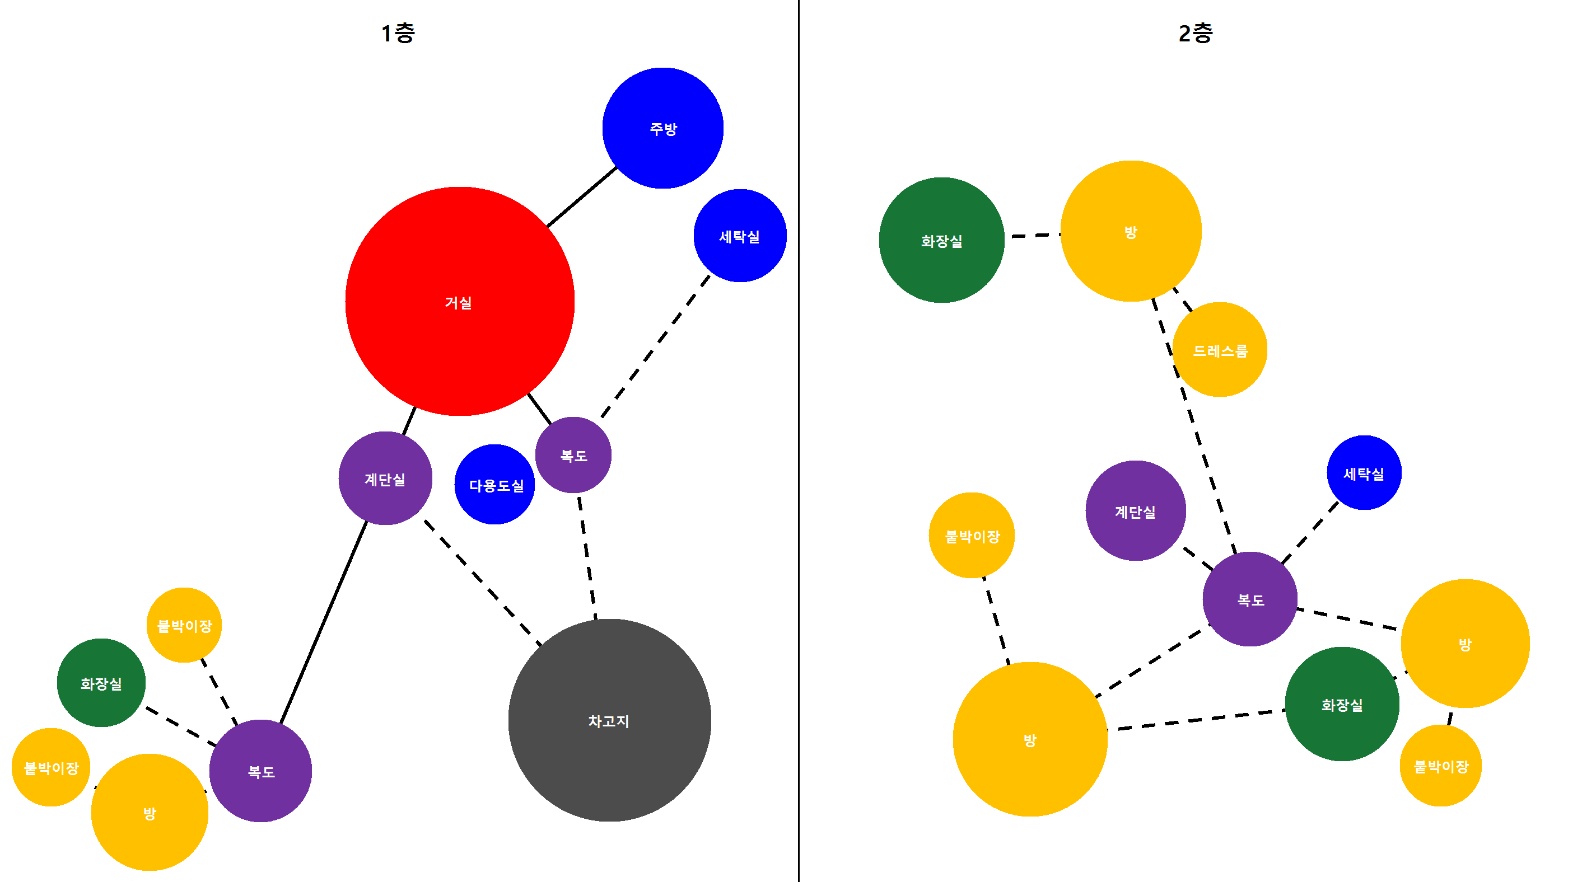 1층
주방
세탁실
거실
복도
계단실
다용도실
붙박이장
화장실
차고지
붙박이장
복도
방
2층
방
화장실
드레스룸
세탁실
계단실
붙박이장
복도
방
화장실
방
붙박이장